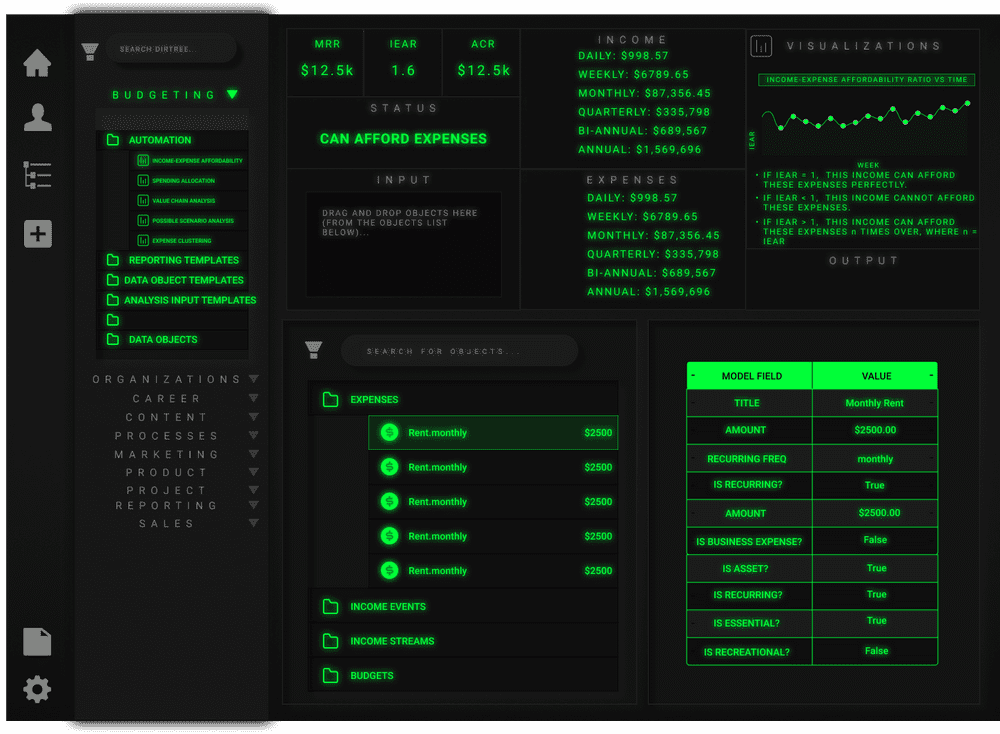 SEARCH DIRTREE...
BUDGETING
AUTOMATION
INCOME-EXPENSE AFFORDABILITY
SPENDING ALLOCATION
VALUE CHAIN ANALYSIS
POSSIBLE SCENARIO ANALYSIS
EXPENSE CLUSTERING
REPORTING TEMPLATES
DATA OBJECT TEMPLATES
ANALYSIS INPUT TEMPLATES
DATA OBJECTS
ORGANIZATIONS
CAREER
CONTENT
PROCESSES
MARKETING
PRODUCT
PROJECT
REPORTING
SALES
MRR
$12.5k
IEAR
1.6
ACR
$12.5k
STATUS
CAN AFFORD EXPENSES
INPUT
DRAG AND DROP OBJECTS HERE
(FROM THE OBJECTS LIST
BELOW)...
INCOME
DAILY: $998.57
WEEKLY: $6789.65
MONTHLY: $87,356.45
QUARTERLY: $335,798
BI-ANNUAL: $689,567
ANNUAL: $1,569,696
EXPENSES
DAILY: $998.57
WEEKLY: $6789.65
MONTHLY: $87,356.45
QUARTERLY: $335,798
BI-ANNUAL: $689,567
ANNUAL: $1,569,696
VISUALIZATIONS
INCOME-EXPENSE AFFORDABILITY RATIO VS TIME
IEAR
WEEK
• IF IEAR = 1, THIS INCOME CAN AFFORD
THESE EXPENSES PERFECTLY.
• IF IEAR < 1, THIS INCOME CANNOT AFFORD
THESE EXPENSES.
• IF IEAR > 1, THIS INCOME CAN AFFORD
THESE EXPENSES n TIMES OVER, WHERE n =
IEAR
OUTPUT
SEARCH FOR OBJECTS...
EXPENSES
$ Rent.monthly $2500
$ Rent.monthly $2500
$ Rent.monthly $2500
$ Rent.monthly $2500
$ Rent.monthly $2500
INCOME EVENTS
INCOME STREAMS
BUDGETS
MODEL FIELD VALUE
TITLE Monthly Rent
AMOUNT $2500.00
RECURRING FREQ monthly
IS RECURRING? True
AMOUNT $2500.00
IS BUSINESS EXPENSE? False
IS ASSET? True
IS RECURRING? True
IS ESSENTIAL? True
IS RECREATIONAL? False